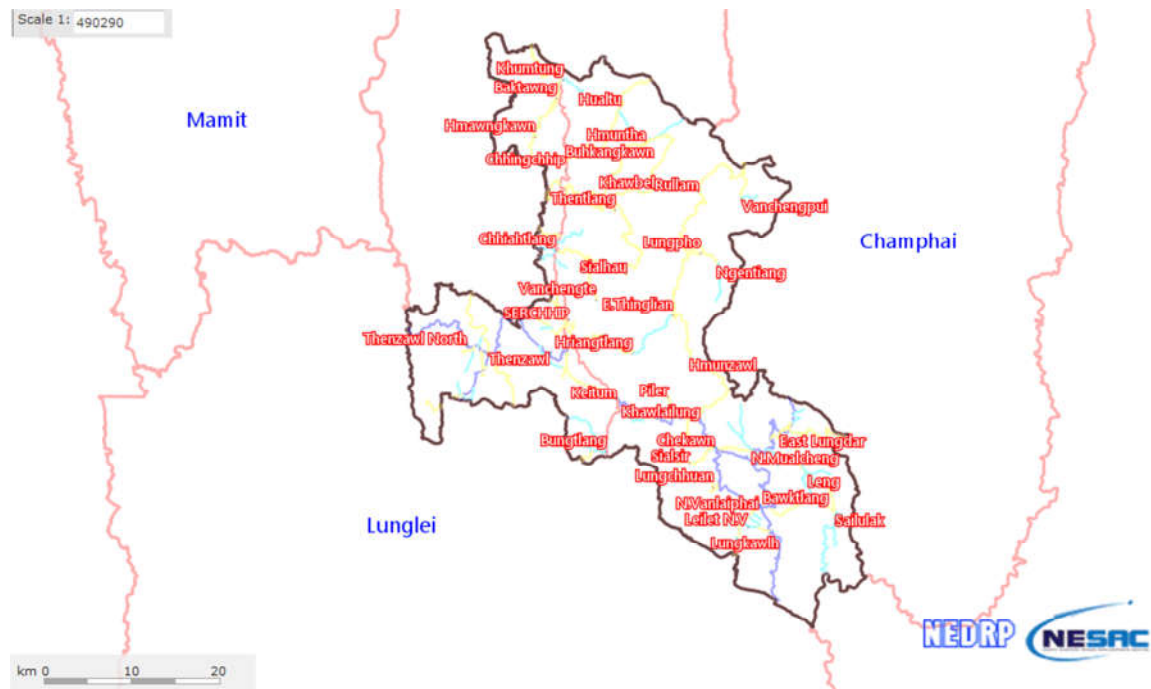 Scale 1: 490290
Khumtung
Baktawng
Hualtu
Mamit
Hmawngkawn
Hmuntha
Buhkangkawn
Chhingchhip
Khawbel
Rullam
Thentlang
Vanchengpui
Chhiahtlang
Lungpho
Champhai
Sialhau
Ngentiang
Vanchengte
E.Thinglian
SERCHHIP
Thenzawl North
Hriangtlang
Thenzawl
Hmunzawl
Keitum
Piler
Khawlailung
Bungtlang
Chekawn
East Lungdar
Sialsir
N.Mualcheng
Lungchhuan
Leng
N.Vanlaiphai
Bawktlang
Leilet N.V
Sailulak
Lunglei
Lungkawlh
NEDRP
NESAC
km 0 10 20